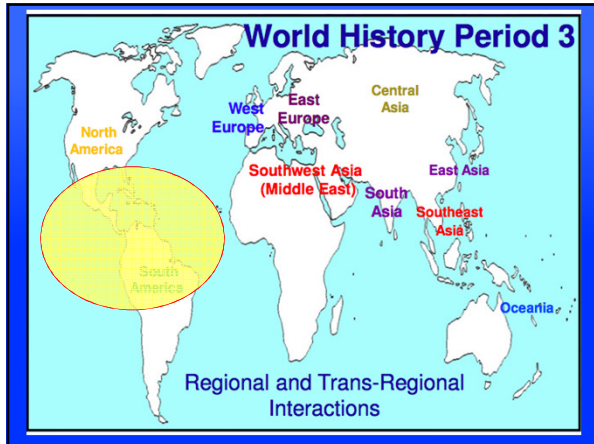 World History Period 3
Central
Asia
East
Europe
West
Europe
North
America
Southwest Asia
(Middle East)
East Asia
South
Asia
Southeast
Asia
South
America
Oceania
Regional and Trans-Regional
Interactions